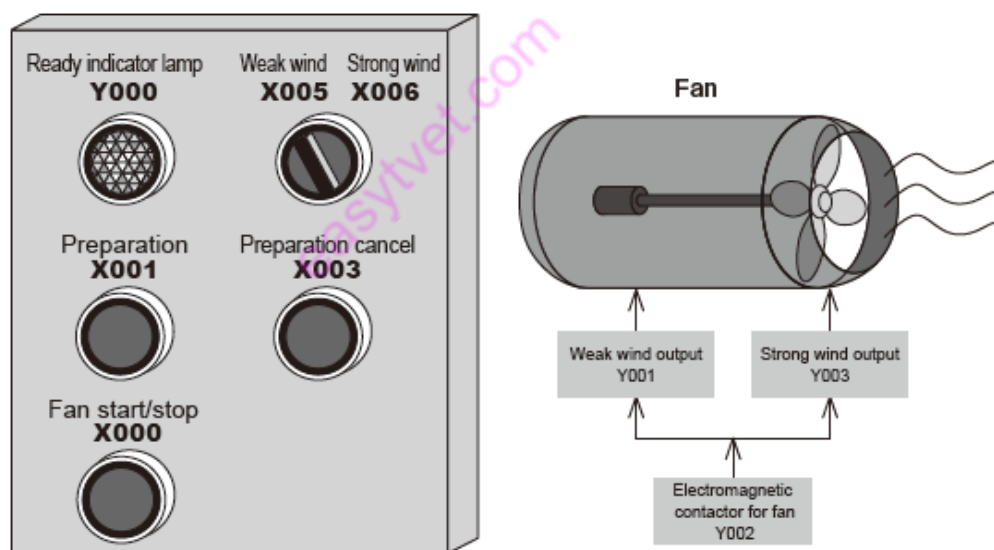 Ready indicator lamp
Y000
Weak wind Strong wind
X005 X006
Preparation
X001
Preparation cancel
X003
Fan start/stop
X000
Fan
Weak wind output
Y001
Strong wind output
Y003
Electromagnetic
contactor for fan
Y002
easytvet.com